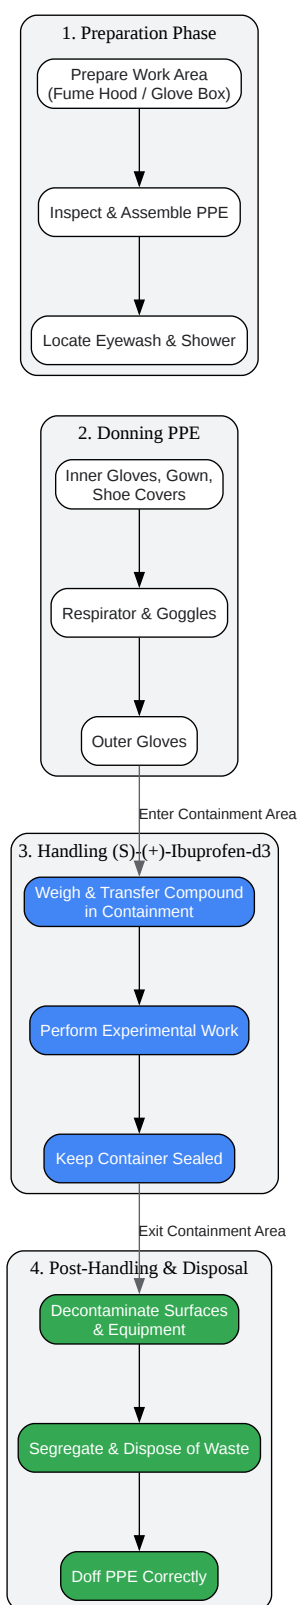 1. Preparation Phase
Prepare Work Area
(Fume Hood / Glove Box)
Inspect & Assemble PPE
Locate Eyewash & Shower
2. Donning PPE
Inner Gloves, Gown,
Shoe Covers
Respirator & Goggles
Outer Gloves
Enter Containment Area
3. Handling (S)-(+)-Ibuprofen-d3
Weigh & Transfer Compound
in Containment
Perform Experimental Work
Keep Container Sealed
Exit Containment Area
4. Post-Handling & Disposal
Decontaminate Surfaces
& Equipment
Segregate & Dispose of Waste
Doff PPE Correctly